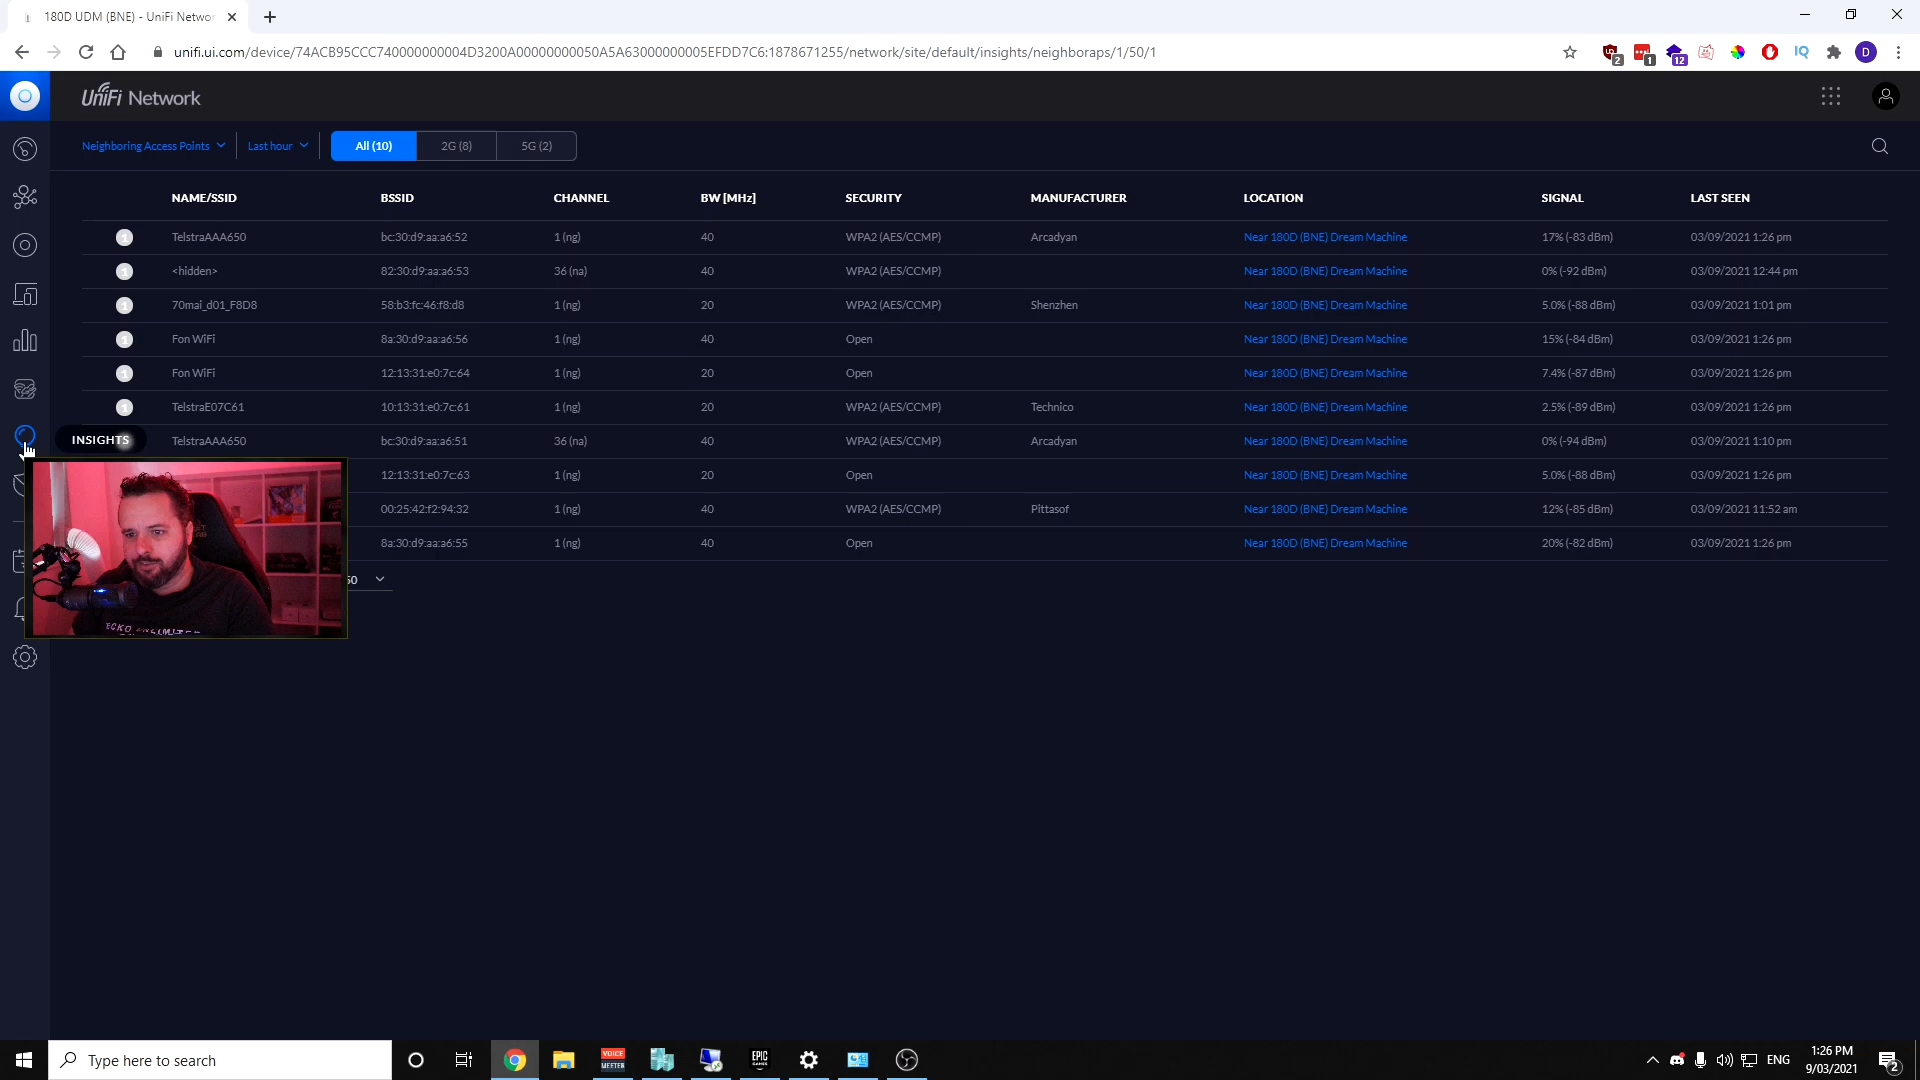 180D UDM (BNE) - UniFi Netwo
unifi.ui.com/device/74ACB95CCC740000000004D3200A00000000050A5A63000000005EFDD7C6:1878671255/network/site/default/insights/neighboraps/1/50/1
2
1
12
IQ
D
UniFi Network
Neighboring Access Points
Last hour
All (10)
2G (8)
5G (2)
NAME/SSID BSSID CHANNEL BW [MHz] SECURITY MANUFACTURER LOCATION SIGNAL LAST SEEN
1 TelstraAAA650 bc:30:d9:aa:a6:52 1 (ng) 40 WPA2 (AES/CCMP) Arcadyan Near 180D (BNE) Dream Machine 17% (-83 dBm) 03/09/2021 1:26 pm
1 <hidden> 82:30:d9:aa:a6:53 36 (na) 40 WPA2 (AES/CCMP) Near 180D (BNE) Dream Machine 0% (-92 dBm) 03/09/2021 12:44 pm
1 70mai_d01_F8D8 58:b3:fc:46:f8:d8 1 (ng) 20 WPA2 (AES/CCMP) Shenzhen Near 180D (BNE) Dream Machine 5.0% (-88 dBm) 03/09/2021 1:01 pm
1 Fon WiFi 8a:30:d9:aa:a6:56 1 (ng) 40 Open Near 180D (BNE) Dream Machine 15% (-84 dBm) 03/09/2021 1:26 pm
1 Fon WiFi 12:13:31:e0:7c:64 1 (ng) 20 Open Near 180D (BNE) Dream Machine 7.4% (-87 dBm) 03/09/2021 1:26 pm
1 TelstraE07C61 10:13:31:e0:7c:61 1 (ng) 20 WPA2 (AES/CCMP) Technico Near 180D (BNE) Dream Machine 2.5% (-89 dBm) 03/09/2021 1:26 pm
INSIGHTS TelstraAAA650 bc:30:d9:aa:a6:51 36 (na) 40 WPA2 (AES/CCMP) Arcadyan Near 180D (BNE) Dream Machine 0% (-94 dBm) 03/09/2021 1:10 pm
12:13:31:e0:7c:63 1 (ng) 20 Open Near 180D (BNE) Dream Machine 5.0% (-88 dBm) 03/09/2021 1:26 pm
00:25:42:f2:94:32 1 (ng) 40 WPA2 (AES/CCMP) Pittasof Near 180D (BNE) Dream Machine 12% (-85 dBm) 03/09/2021 11:52 am
8a:30:d9:aa:a6:55 1 (ng) 40 Open Near 180D (BNE) Dream Machine 20% (-82 dBm) 03/09/2021 1:26 pm
50
Type here to search
VOICE
MEETER
EPIC
GAMES
ENG
1:26 PM
9/03/2021
2